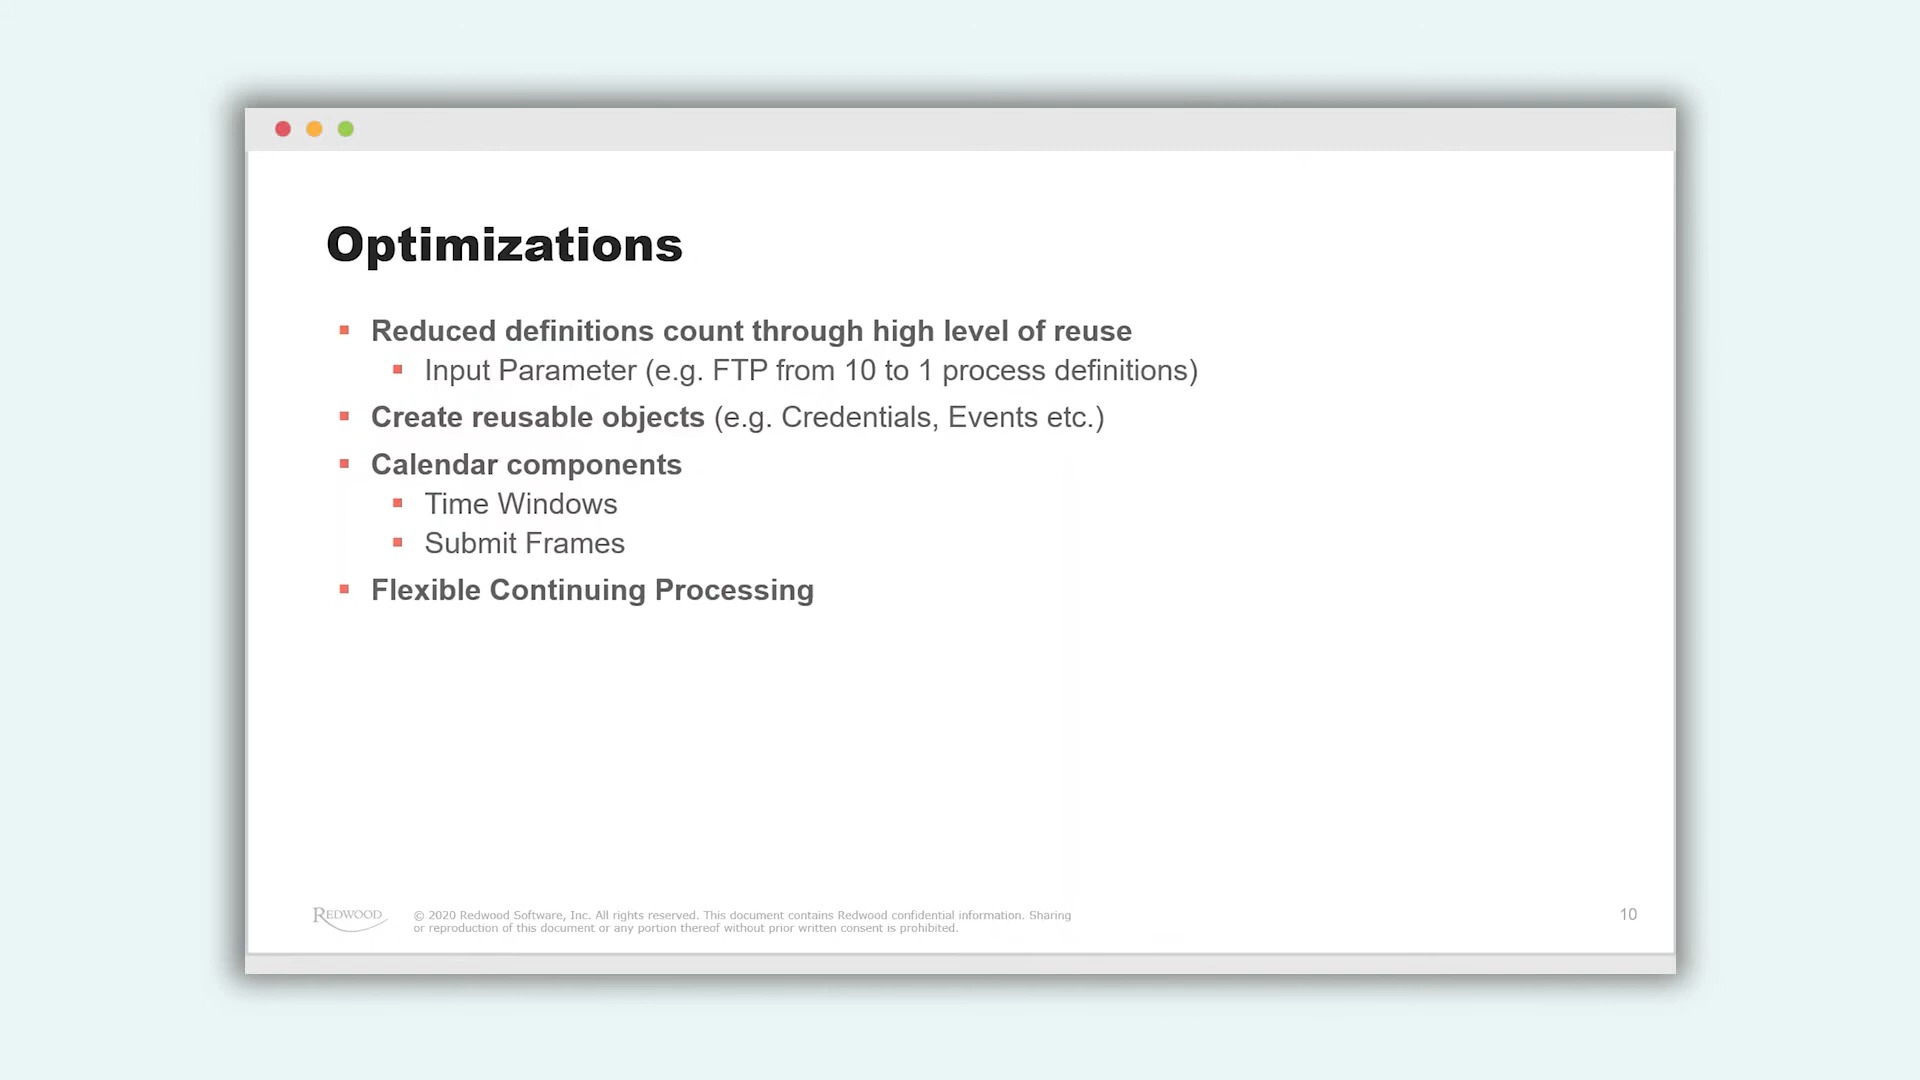 Optimizations
Reduced definitions count through high level of reuse
Input Parameter (e.g. FTP from 10 to 1 process definitions)
Create reusable objects (e.g. Credentials, Events etc.)
Calendar components
Time Windows
Submit Frames
Flexible Continuing Processing
REDWOOD
© 2020 Redwood Software, Inc. All rights reserved. This document contains Redwood confidential information. Sharing
or reproduction of this document or any portion thereof without prior written consent is prohibited.
10